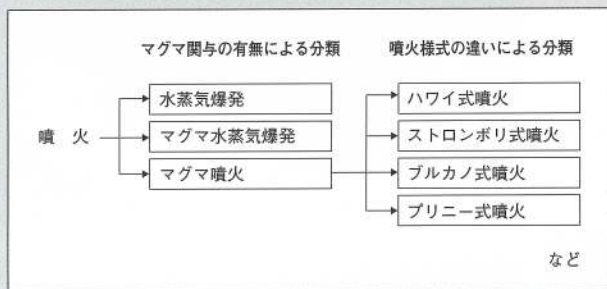 マグマ関与の有無による分類
噴火様式の違いによる分類
噴 火
水蒸気爆発
マグマ水蒸気爆発
マグマ噴火
ハワイ式噴火
ストロンボリ式噴火
ブルカノ式噴火
プリニー式噴火
など